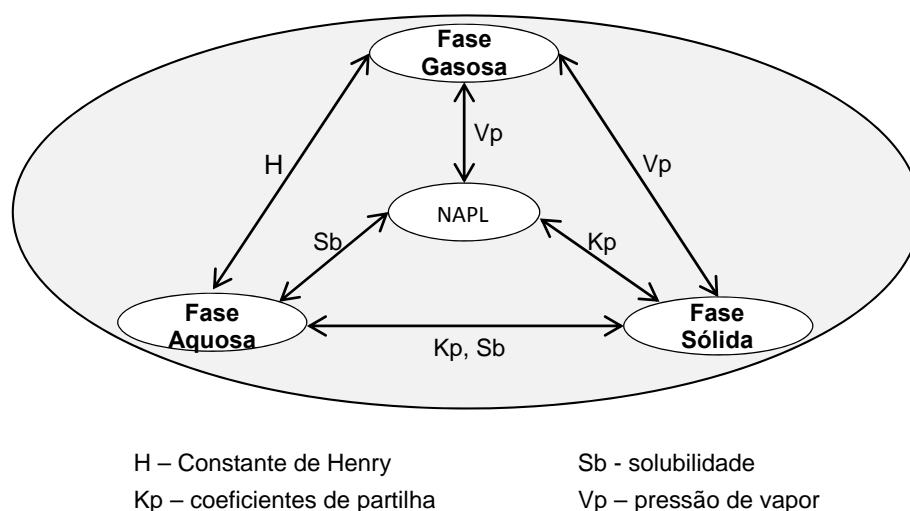 Fase
Gasosa
Vp
H
Vp
NAPL
Sb
Kp
Fase
Aquosa
Fase
Sólida
Kp, Sb
H – Constante de Henry
Sb - solubilidade
Kp – coeficientes de partilha
Vp – pressão de vapor